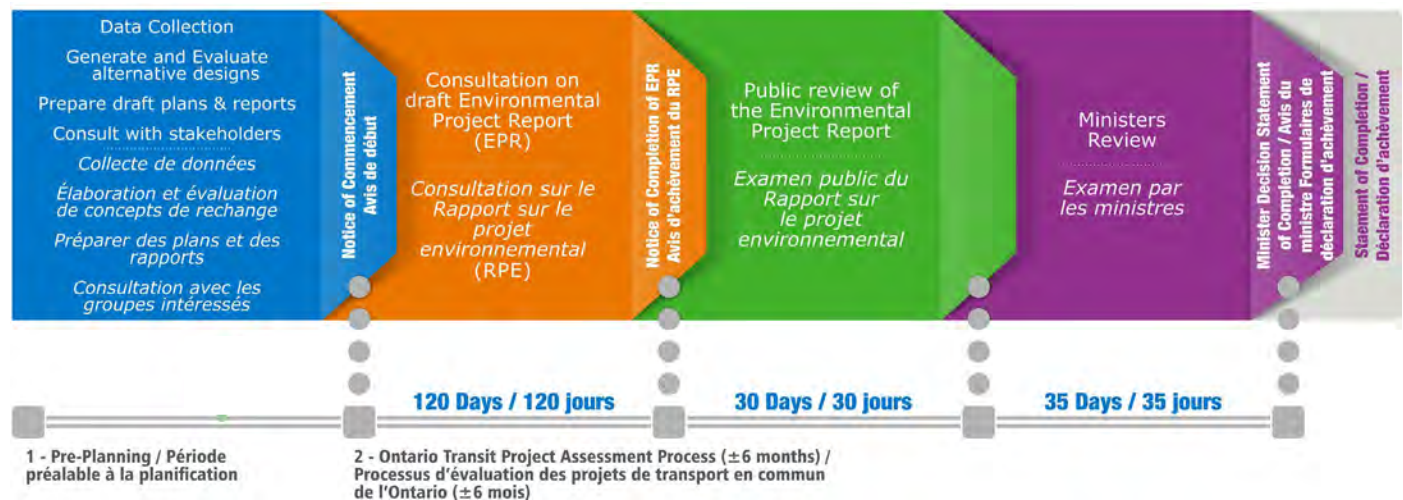 Data Collection
Generate and Evaluate
alternative designs
Prepare draft plans & reports
Consult with stakeholders
Collecte de données
Élaboration et évaluation
de concepts de rechange
Préparer des plans et des
rapports
Consultation avec les
groupes intéressés
Notice of Commencement
Avis de début
Consultation on
draft Environmental
Project Report
(EPR)
Consultation sur le
Rapport sur le
projet
environnemental
(RPE)
Notice of Completion of EPR
Avis d'achèvement du RPE
Public review of
the Environmental
Project Report
Examen public du
Rapport sur
le projet
environnemental
Ministers
Review
Examen par
les ministres
Minister Decision Statement
of Completion / Avis du
ministre Formulaires de
déclaration d'achèvement
Staement of Completion /
Déclaration d'achèvement
120 Days / 120 jours
30 Days / 30 jours
35 Days / 35 jours
1 - Pre-Planning / Période
préalable à la planification
2 - Ontario Transit Project Assessment Process (±6 months) /
Processus d'évaluation des projets de transport en commun
de l'Ontario (±6 mois)